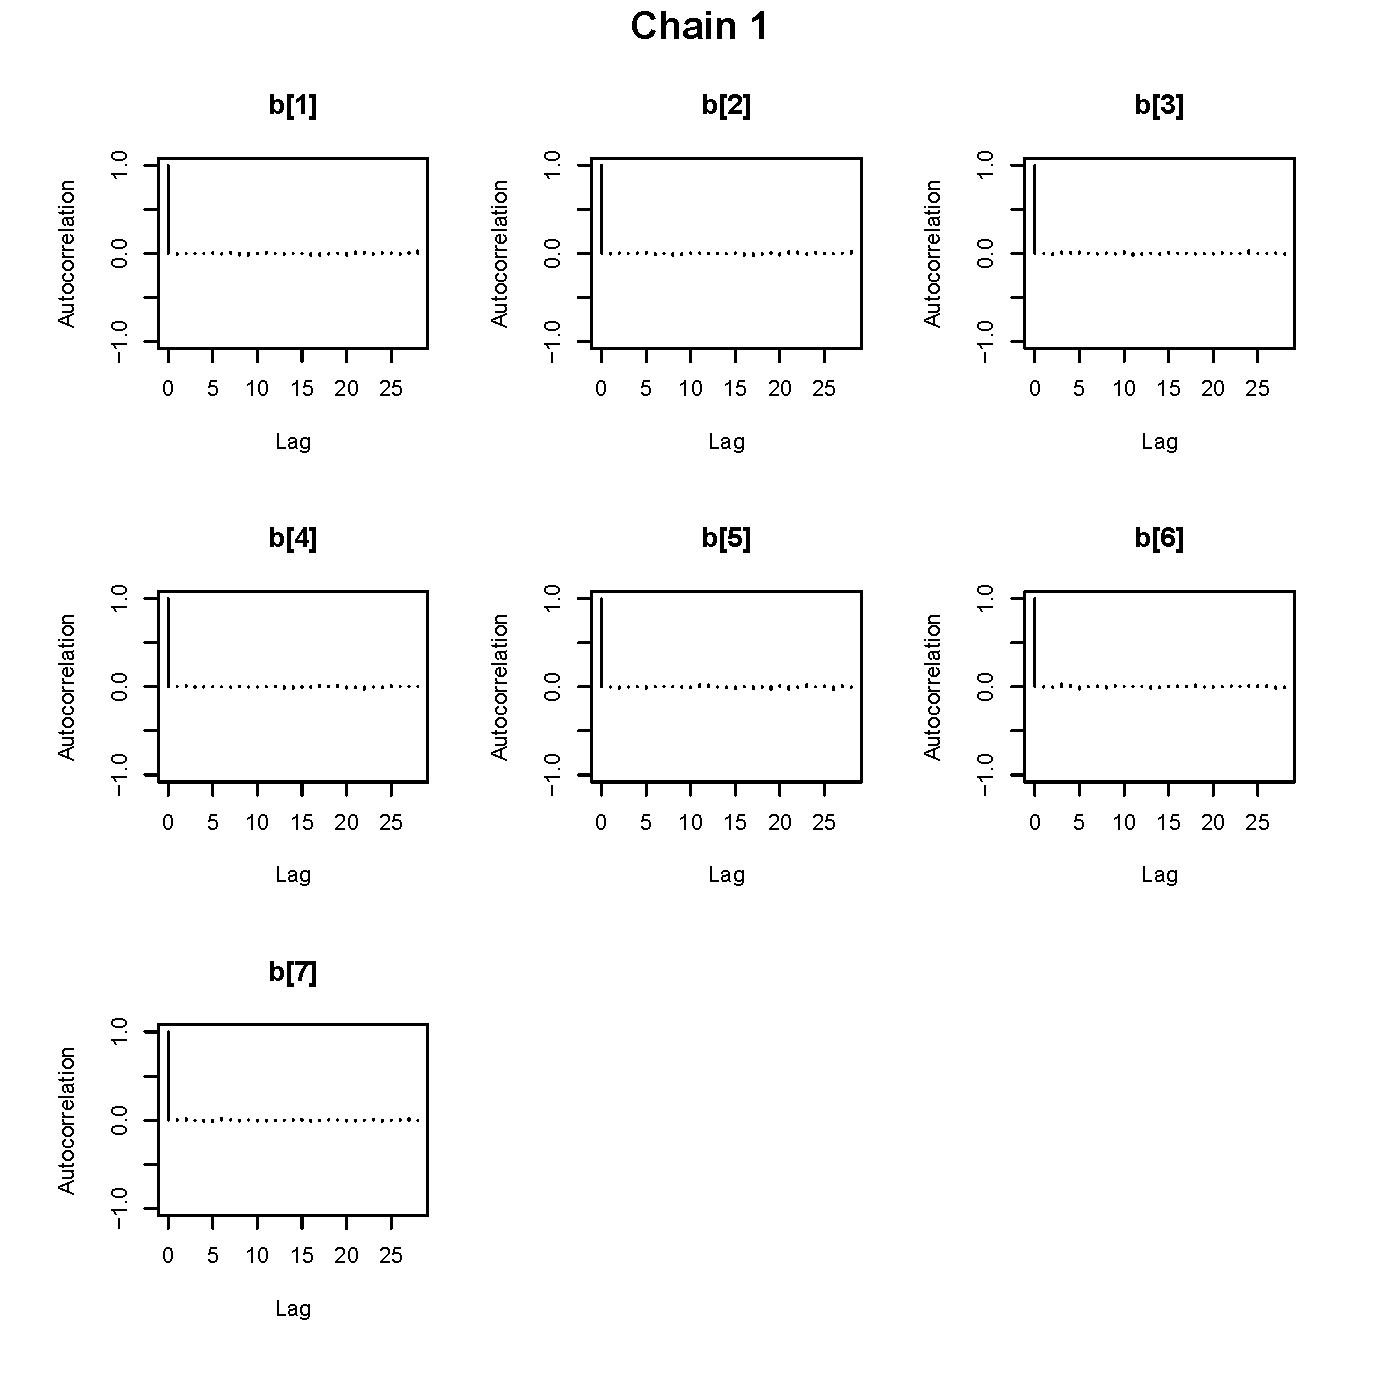 Chain 1
b[1] b[2] b[3]
Autocorrelation Autocorrelation Autocorrelation
1.0 1.0 1.0
0.0 0.0 0.0
−1.0 −1.0 −1.0
0 5 10 15 20 25 0 5 10 15 20 25 0 5 10 15 20 25
Lag Lag Lag
b[4] b[5] b[6]
Autocorrelation Autocorrelation Autocorrelation
1.0 1.0 1.0
0.0 0.0 0.0
−1.0 −1.0 −1.0
0 5 10 15 20 25 0 5 10 15 20 25 0 5 10 15 20 25
Lag Lag Lag
b[7]
Autocorrelation
1.0
0.0
−1.0
0 5 10 15 20 25
Lag